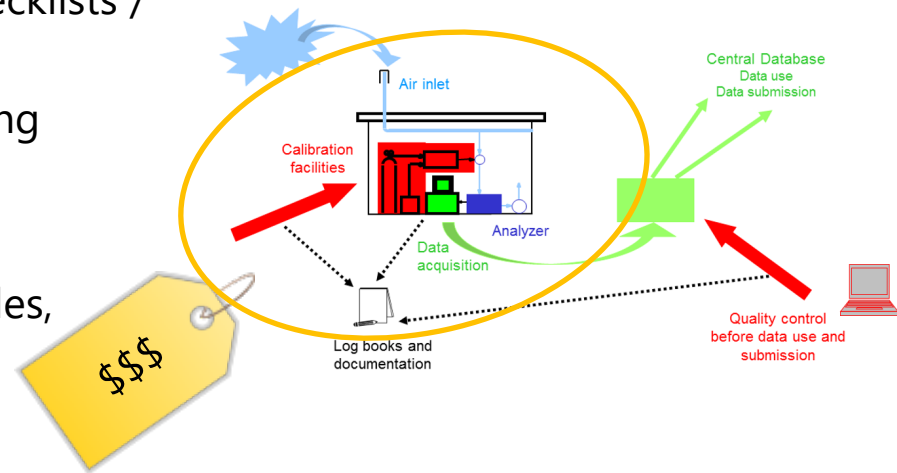 ecklists /
ng
les,
$$$
Air inlet
Calibration
facilities
Analyzer
Data
acquisition
Log books and
documentation
Central Database
Data use
Data submission
Quality control
before data use and
submission